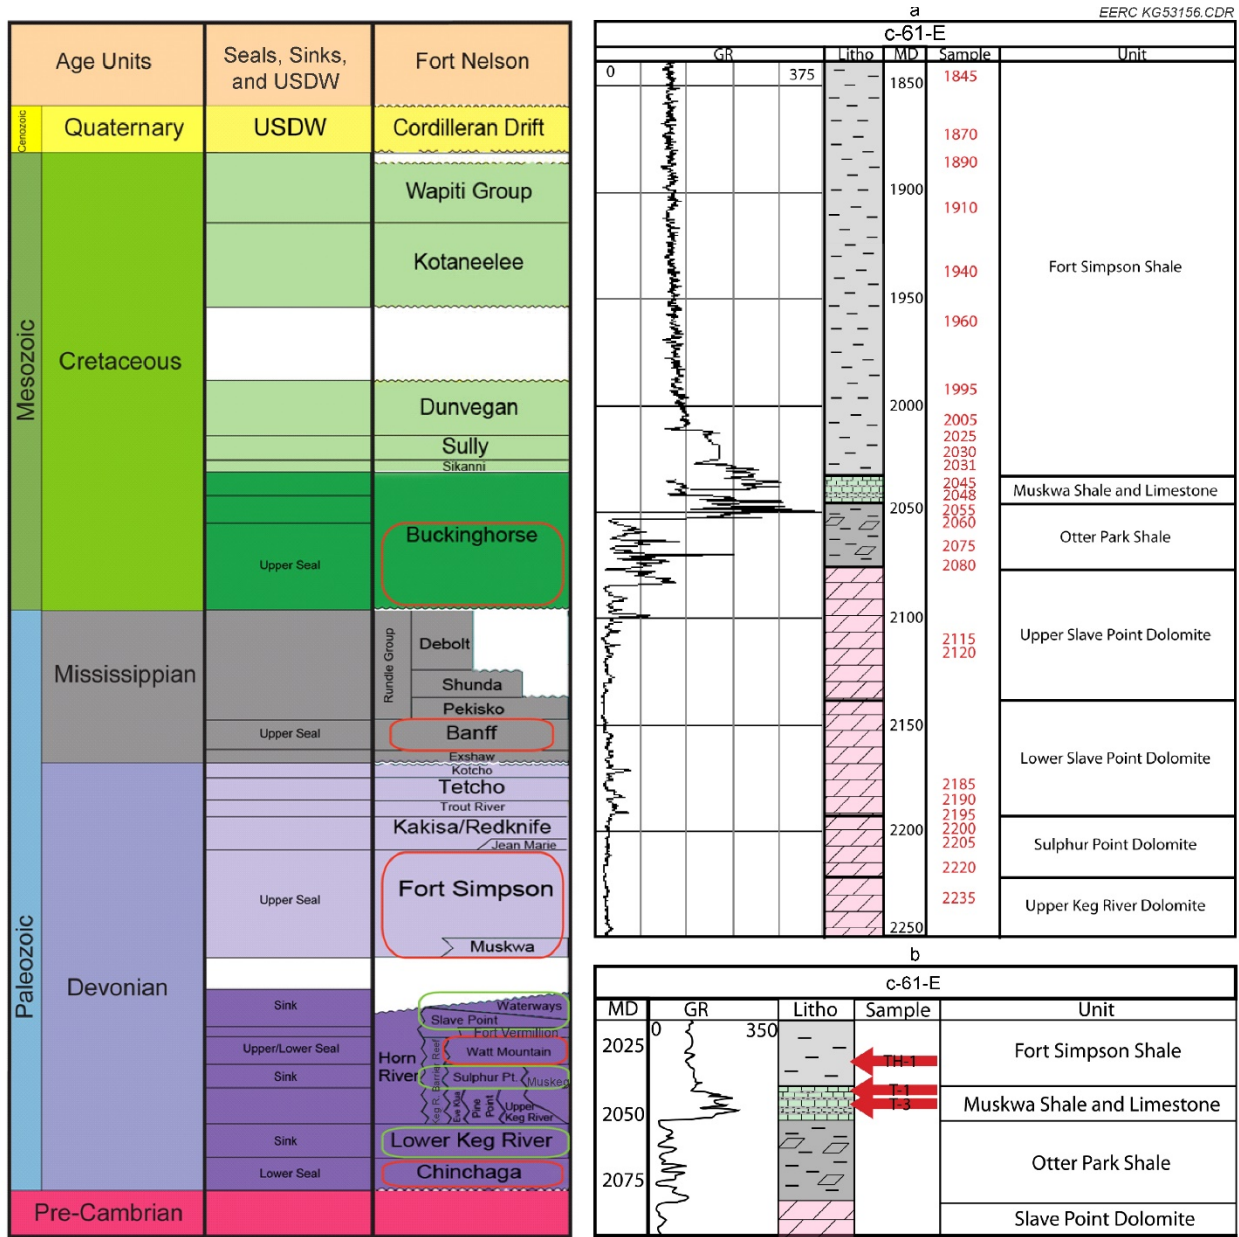 EERC KG53156.CDR
Age Units
Seals, Sinks,
and USDW
Fort Nelson
Cenozoic
Quaternary
USDW
Cordilleran Drift
Mesozoic
Cretaceous
Wapiti Group
Kotaneelee
Dunvegan
Sully
Sikanni
Upper Seal
Buckinghorse
Paleozoic
Mississippian
Rundle Group
Debolt
Shunda
Pekisko
Upper Seal
Banff
Exshaw
Devonian
Kotcho
Tetcho
Trout River
Kakisa/Redknife
Jean Marie
Upper Seal
Fort Simpson
Muskwa
Sink
Waterways
Slave Point
Fort Vermillion
Upper/Lower Seal
Horn
River
Keg R. Barrier Reef
Watt Mountain
Sink
Sulphur Pt.
Muskeg
Pine
Point
Upper
Keg River
Sink
Lower Keg River
Lower Seal
Chinchaga
Pre-Cambrian
a
c-61-E
GR
Litho
MD
Sample
Unit
0
375
1850
1900
1950
2000
2050
2100
2150
2200
2250
1845
1870
1890
1910
1940
1960
1995
2005
2025
2030
2031
2045
2048
2055
2060
2075
2080
2115
2120
2185
2190
2195
2200
2205
2220
2235
Fort Simpson Shale
Muskwa Shale and Limestone
Otter Park Shale
Upper Slave Point Dolomite
Lower Slave Point Dolomite
Sulphur Point Dolomite
Upper Keg River Dolomite
b
c-61-E
MD
GR
Litho
Sample
Unit
0
350
2025
2050
2075
TH-1
T-1
T-3
Fort Simpson Shale
Muskwa Shale and Limestone
Otter Park Shale
Slave Point Dolomite